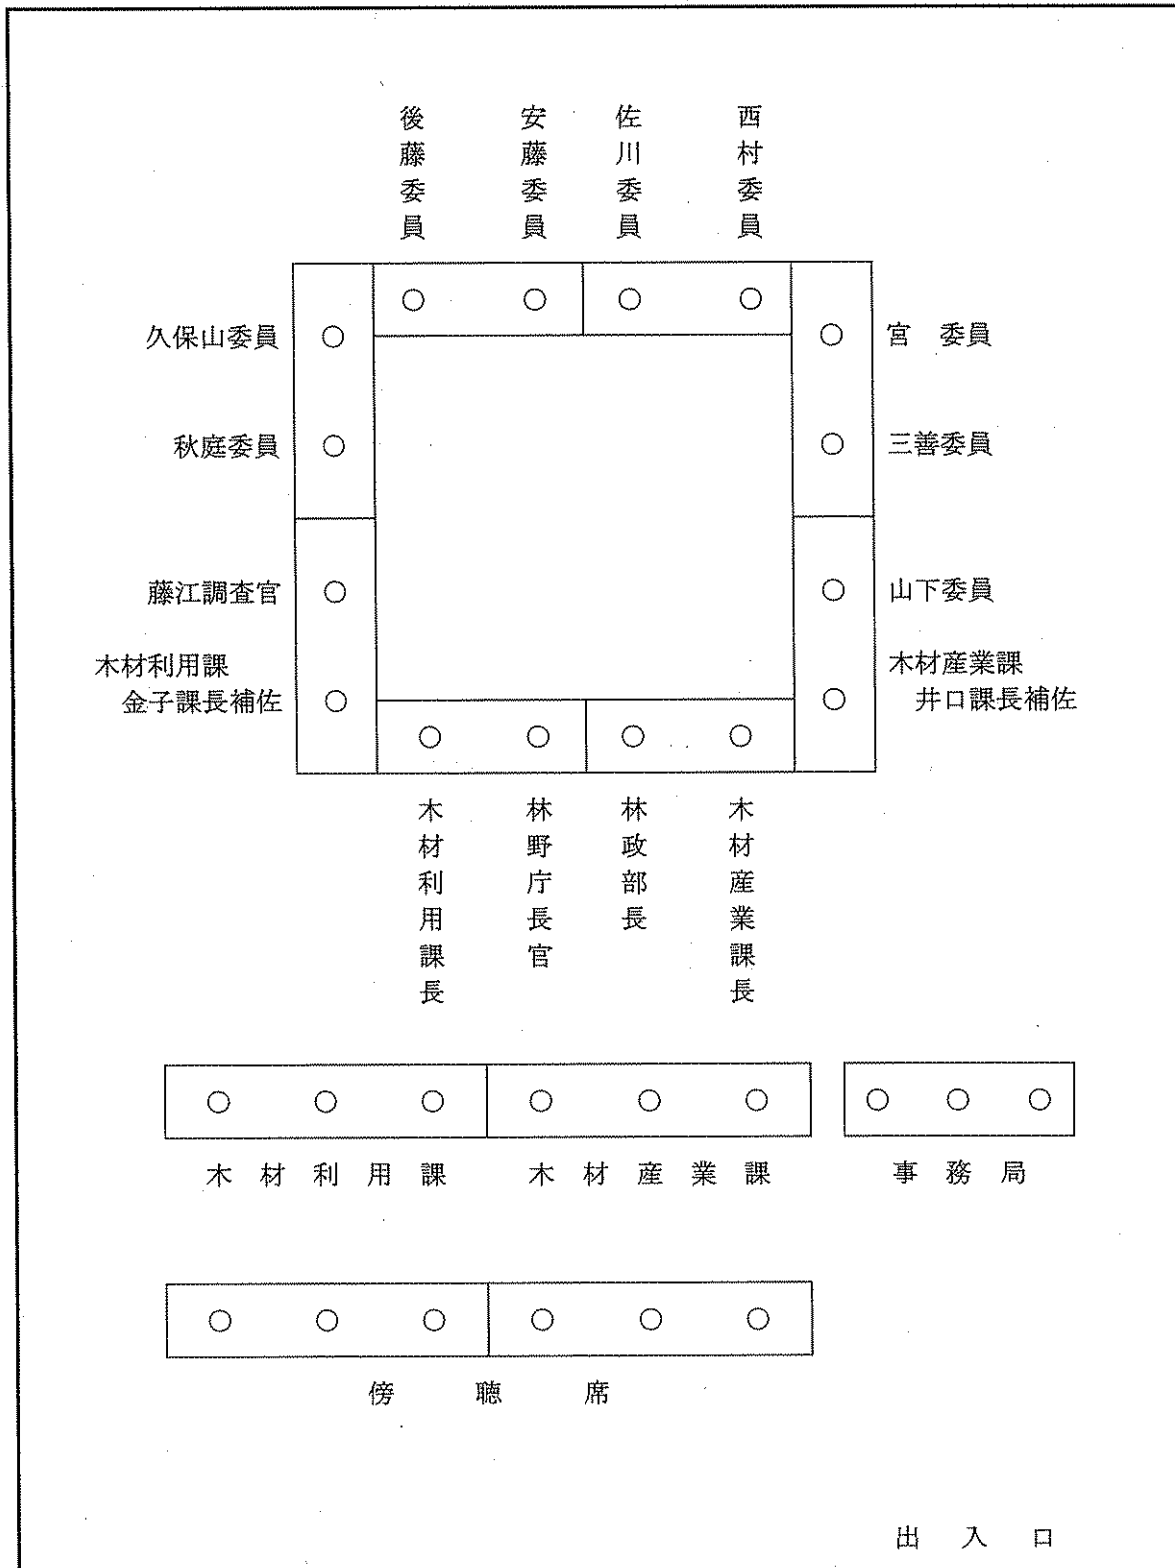 後藤委員
安藤委員
佐川委員
西村委員
久保山委員
宮　委員
秋庭委員
三善委員
藤江調査官
山下委員
木材利用課
金子課長補佐
木材産業課
井口課長補佐
木材利用課長
林野庁長官
林政部長
木材産業課長
木材利用課
木材産業課
事務局
傍聴席
出入口